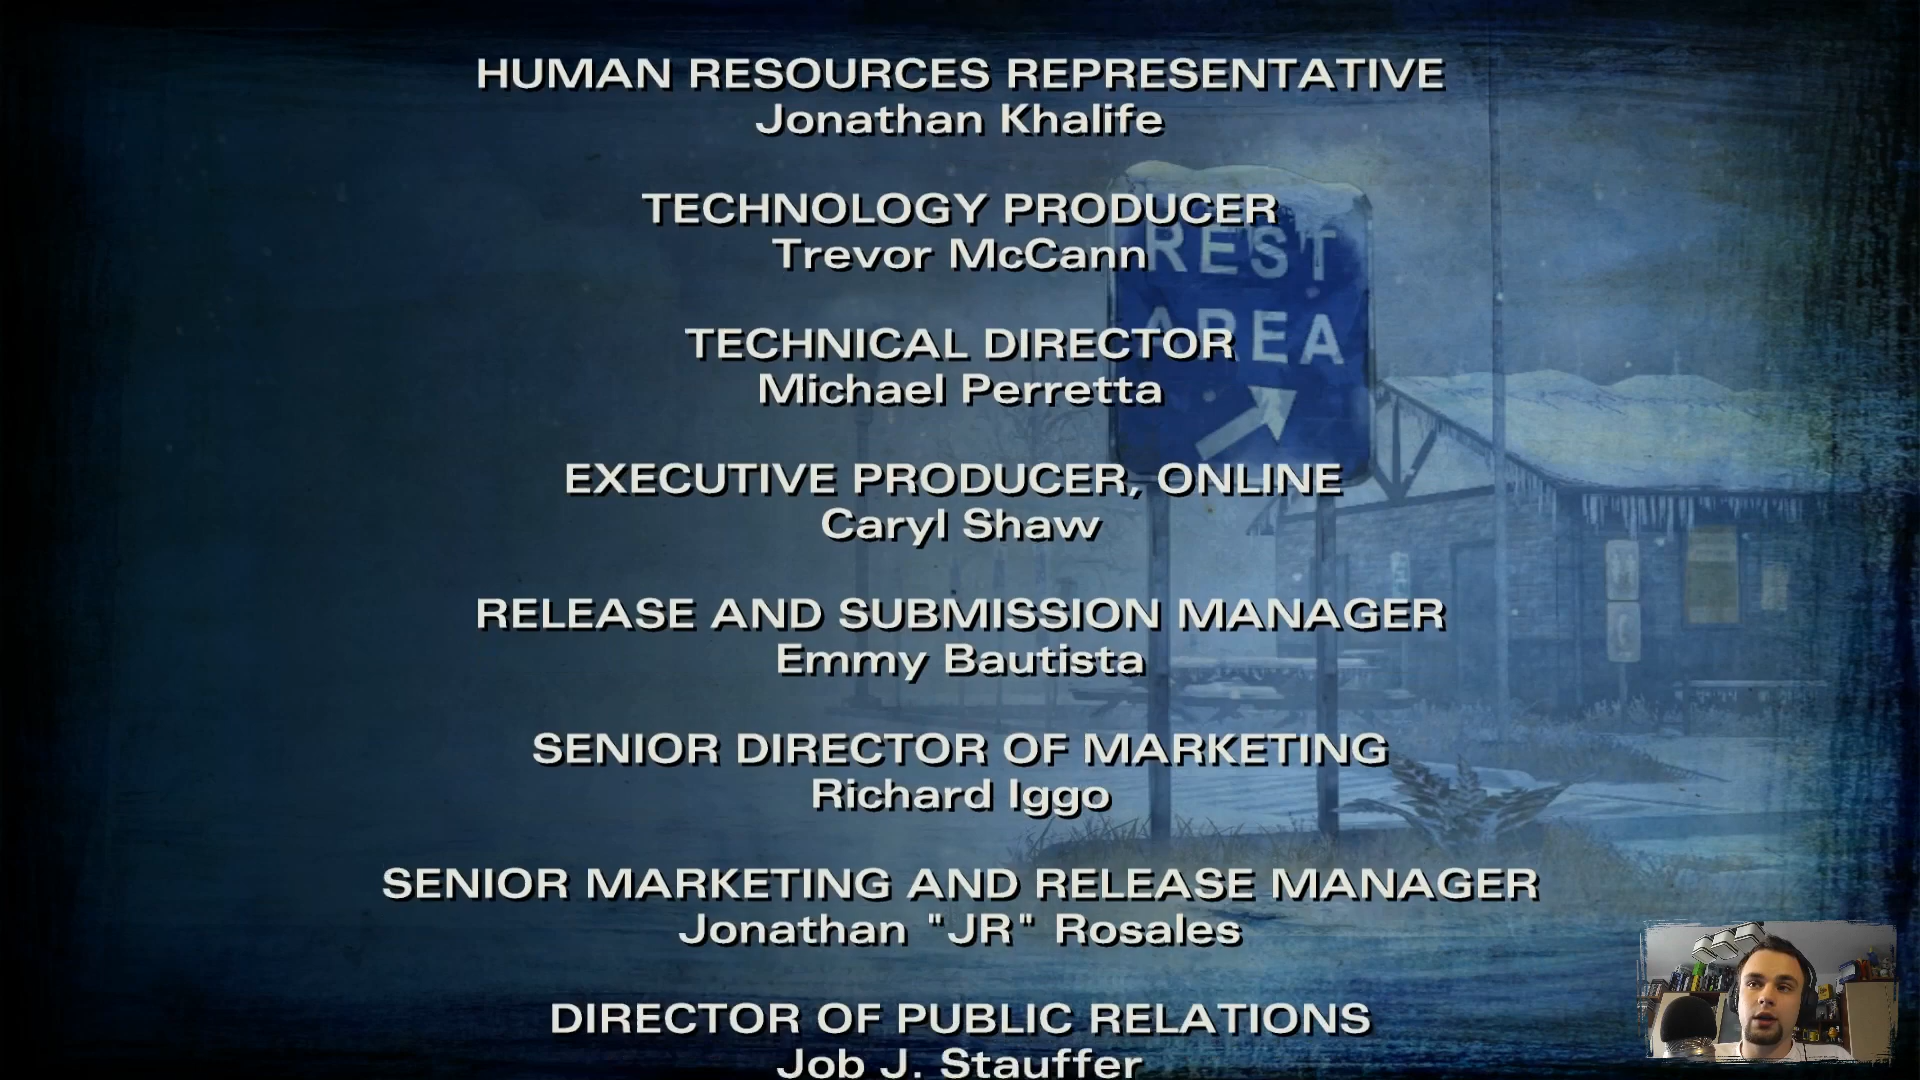 HUMAN RESOURCES REPRESENTATIVE
Jonathan Khalife
TECHNOLOGY PRODUCER
Trevor McCann
REST
AREA
TECHNICAL DIRECTOR
Michael Perretta
EXECUTIVE PRODUCER, ONLINE
Caryl Shaw
RELEASE AND SUBMISSION MANAGER
Emmy Bautista
SENIOR DIRECTOR OF MARKETING
Richard Iggo
SENIOR MARKETING AND RELEASE MANAGER
Jonathan "JR" Rosales
DIRECTOR OF PUBLIC RELATIONS
Job J. Stauffer